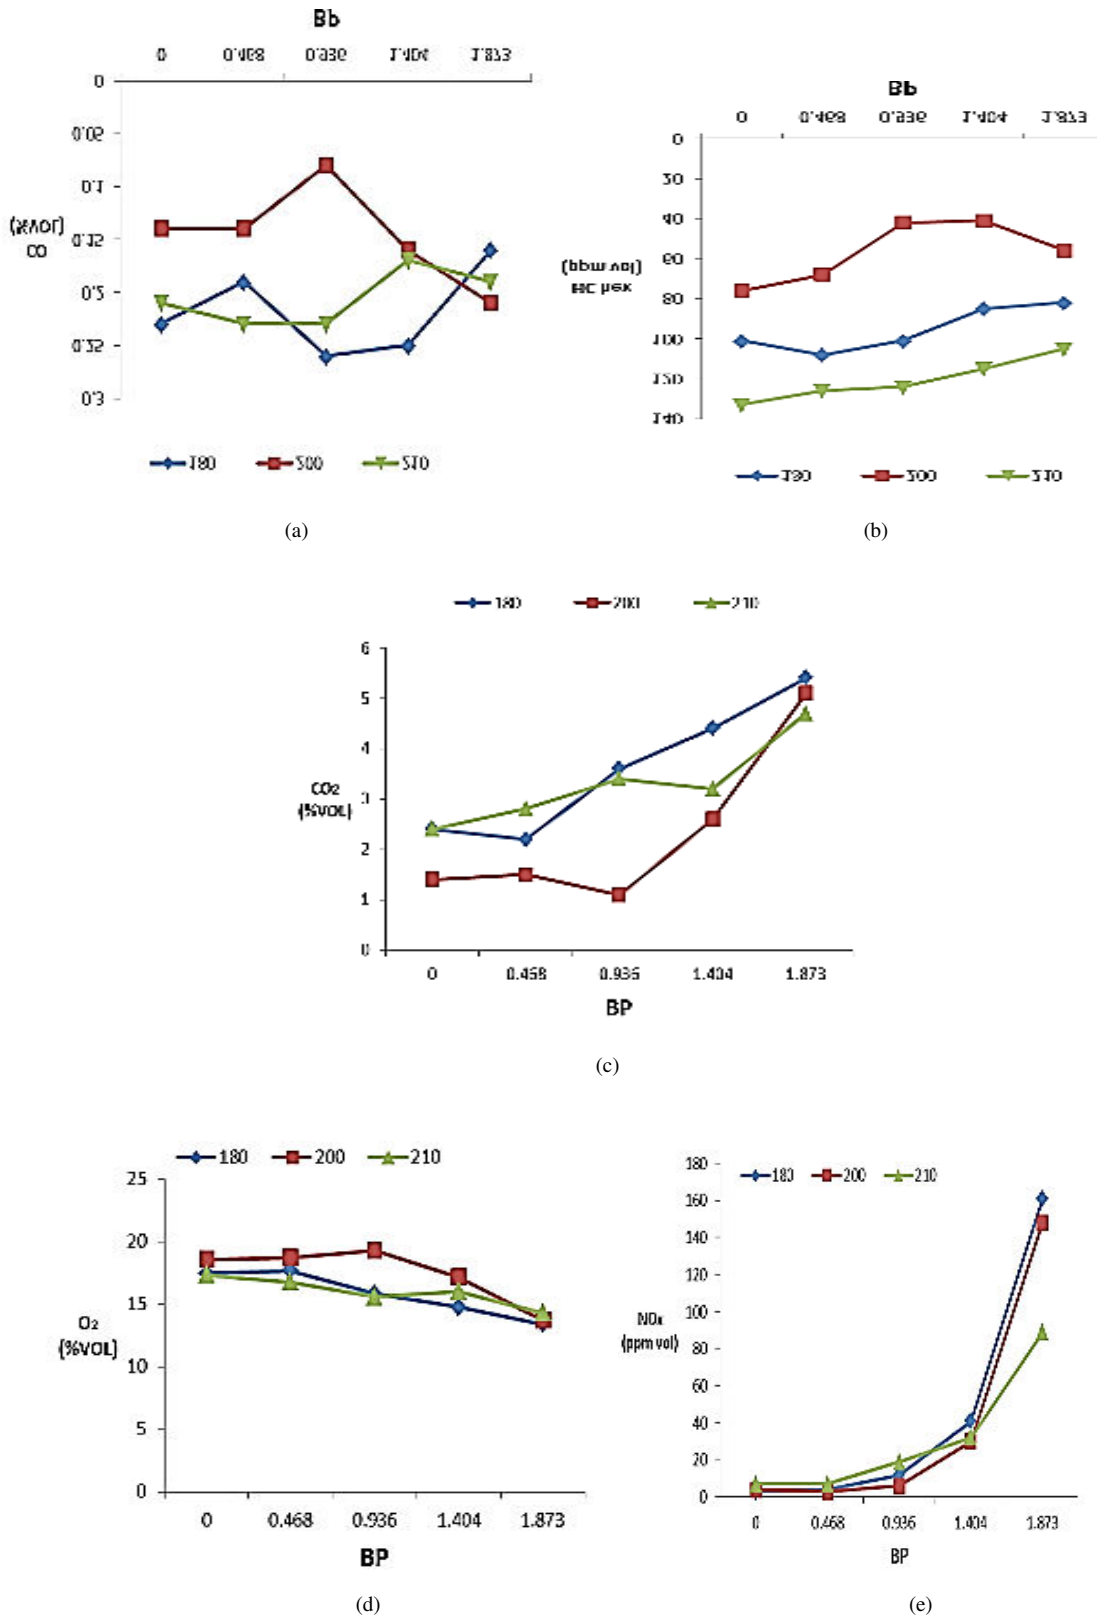 BP
0 0.468 0.936 1.404 1.873
0
0.05
0.1
0.15
0.2
0.25
0.3
CO
(%VOL)
180 200 210
(a)
BP
0 0.468 0.936 1.404 1.873
0
20
40
60
80
100
120
140
HC hex
(ppm vol)
180 200 210
(b)
180 200 210
6
5
4
3
2
1
0
CO2
(%VOL)
0 0.468 0.936 1.404 1.873
BP
(c)
180 200 210
25
20
15
10
5
0
O2
(%VOL)
0 0.468 0.936 1.404 1.873
BP
(d)
180 200 210
180
160
140
120
100
80
60
40
20
0
NOx
(ppm vol)
0 0.468 0.936 1.404 1.873
BP
(e)